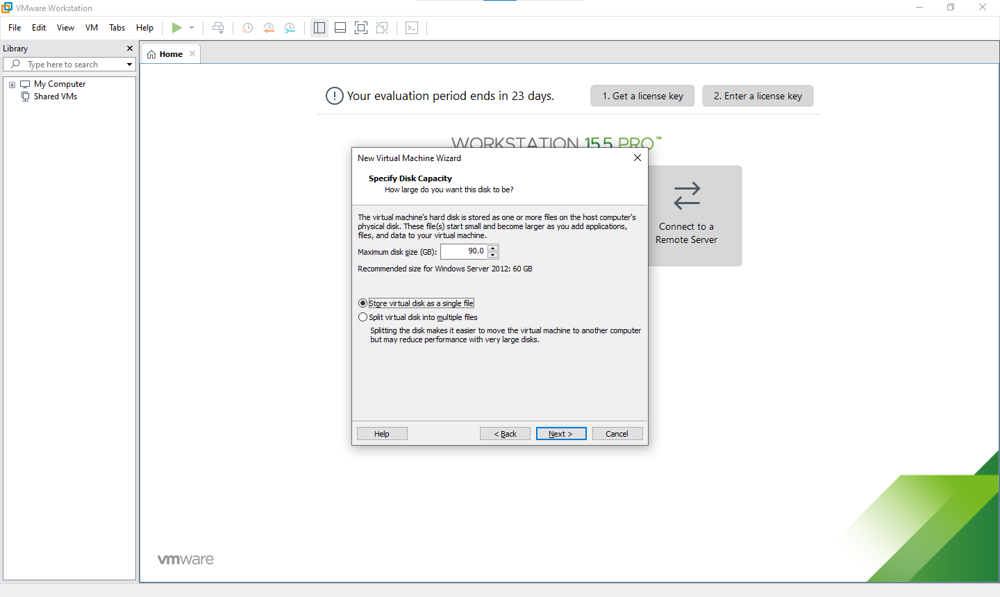 VMware Workstation
File Edit View VM Tabs Help
Library
Type here to search
My Computer
Shared VMs
Home
Your evaluation period ends in 23 days.
1. Get a license key
2. Enter a license key
WORKSTATION 15.5 PRO™
New Virtual Machine Wizard
Specify Disk Capacity
How large do you want this disk to be?
The virtual machine's hard disk is stored as one or more files on the host computer's
physical disk. These file(s) start small and become larger as you add applications,
files, and data to your virtual machine.
Maximum disk size (GB): 90.0
Recommended size for Windows Server 2012: 60 GB
Store virtual disk as a single file
Split virtual disk into multiple files
Splitting the disk makes it easier to move the virtual machine to another computer
but may reduce performance with very large disks.
Help < Back Next > Cancel
Connect to a
Remote Server
vmware